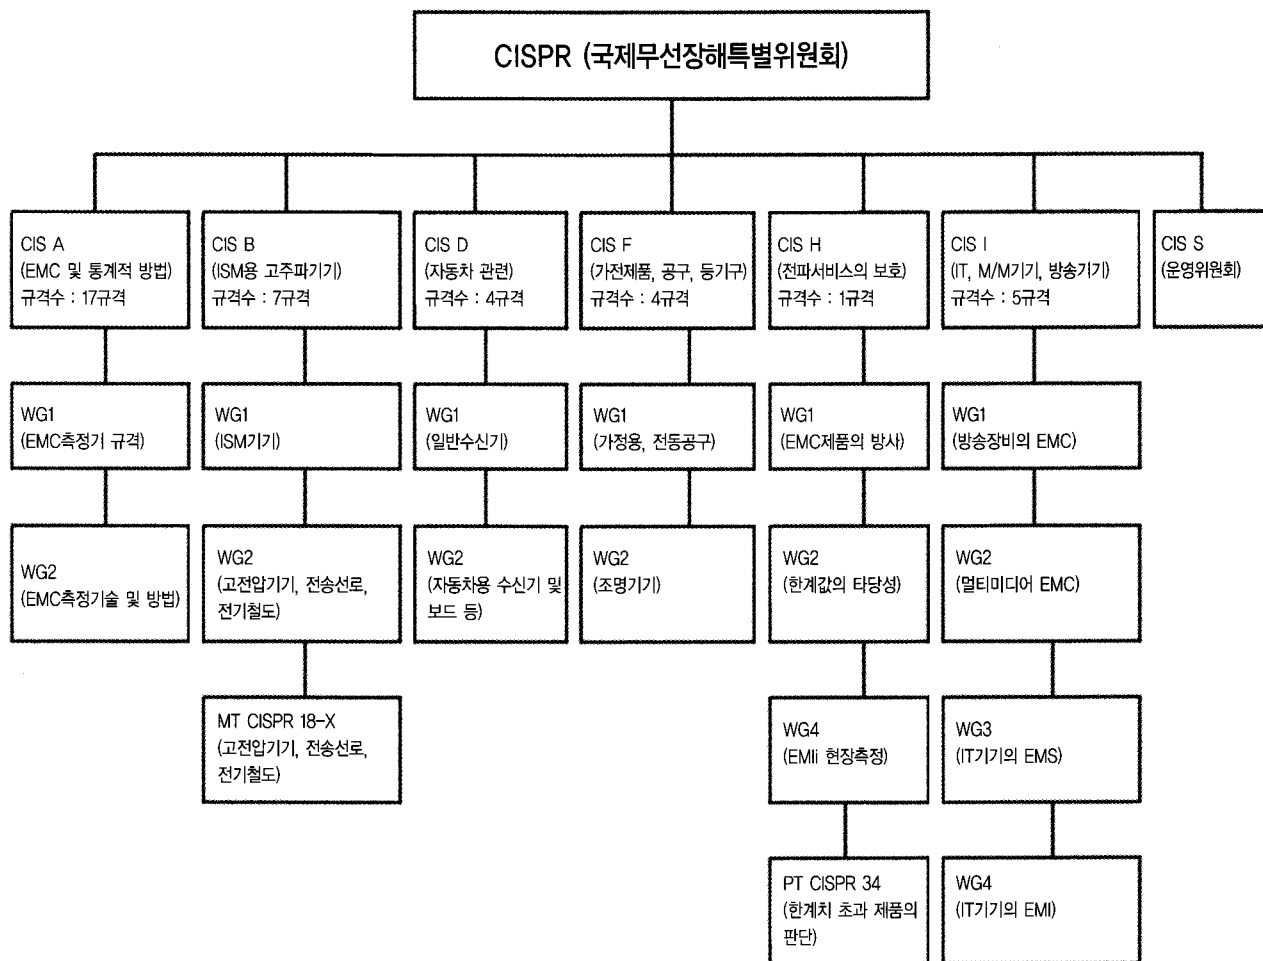 CISPR (국제무선장해특별위원회)
CIS A
(EMC 및 통계적 방법)
규격수 : 17규격
CIS B
(ISM용 고주파기기)
규격수 : 7규격
CIS D
(자동차 관련)
규격수 : 4규격
CIS F
(가전제품, 공구, 등기구)
규격수 : 4규격
CIS H
(전파서비스의 보호)
규격수 : 1규격
CIS I
(IT, M/M기기, 방송기기)
규격수 : 5규격
CIS S
(운영위원회)
WG1
(EMC측정기 규격)
WG1
(ISM기기)
WG1
(일반수신기)
WG1
(가정용, 전동공구)
WG1
(EMC제품의 방사)
WG1
(방송장비의 EMC)
WG2
(EMC측정기술 및 방법)
WG2
(고전압기기, 전송선로,
전기철도)
WG2
(자동차용 수신기 및
보드 등)
WG2
(조명기기)
WG2
(한계값의 타당성)
WG2
(멀티미디어 EMC)
MT CISPR 18-X
(고전압기기, 전송선로,
전기철도)
WG4
(EMIi 현장측정)
WG3
(IT기기의 EMS)
PT CISPR 34
(한계치 초과 제품의
판단)
WG4
(IT기기의 EMI)